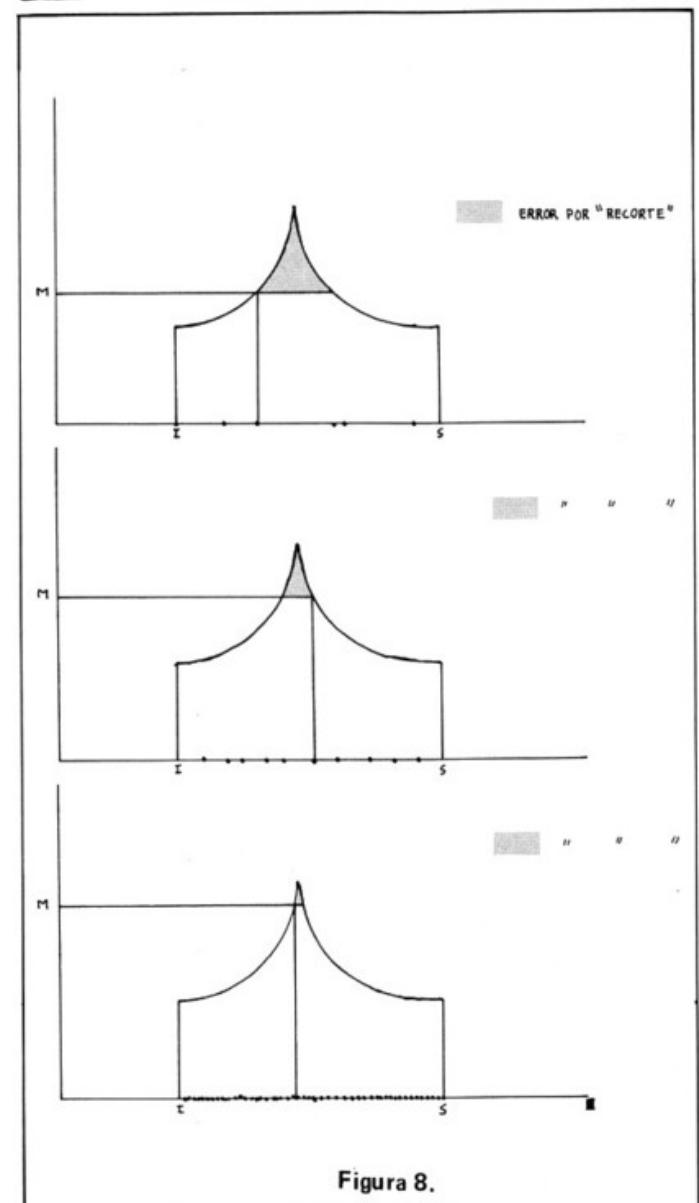 ERROR POR "RECORTE"
M
I S
" " "
M
I S
" " "
M
I S
Figura 8.